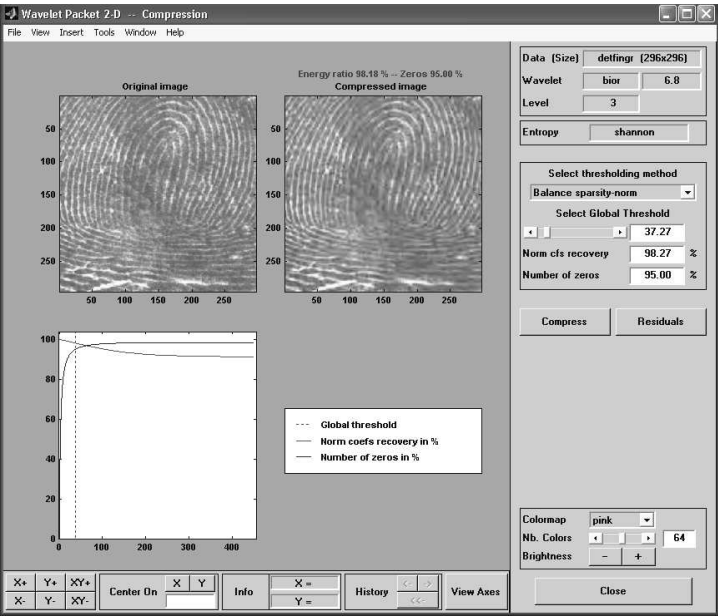 Wavelet Packet 2-D -- Compression
File View Insert Tools Window Help
Energy ratio 98.18 % -- Zeros 95.00 %
Original image
Compressed image
50
100
150
200
250
50 100 150 200 250
50
100
150
200
250
50 100 150 200 250
100
80
60
40
20
0
0 100 200 300 400
Global threshold
Norm coefs recovery in %
Number of zeros in %
Data (Size) detfingr (296x296)
Wavelet bior 6.8
Level 3
Entropy shannon
Select thresholding method
Balance sparsity-norm
Select Global Threshold
37.27
Norm cfs recovery 98.27 %
Number of zeros 95.00 %
Compress Residuals
Colormap pink
Nb. Colors 64
Brightness - +
Close
X+ Y+ XY+
X- Y- XY-
Center On X Y
Info X =
Y =
History <- ->
<<-
View Axes